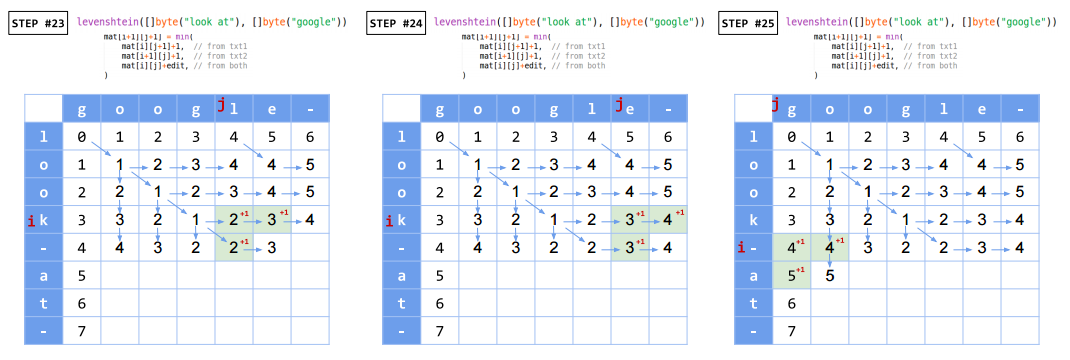 STEP #23
levenshtein([]byte("look at"), []byte("google"))
mat[i+1][j+1] = min(
mat[i][j+1]+1, // from txt1
mat[i+1][j]+1, // from txt2
mat[i][j]+edit, // from both
)
g o o g j l e -
l 0 1 2 3 4 5 6
o 1 1 2 3 4 4 5
o 2 2 1 2 3 4 5
i k 3 3 2 1 2 +1 3 +1 4
- 4 4 3 2 2 +1 3
a 5
t 6
- 7
STEP #24
levenshtein([]byte("look at"), []byte("google"))
mat[i+1][j+1] = min(
mat[i][j+1]+1, // from txt1
mat[i+1][j]+1, // from txt2
mat[i][j]+edit, // from both
)
g o o g l j e -
l 0 1 2 3 4 5 6
o 1 1 2 3 4 4 5
o 2 2 1 2 3 4 5
i k 3 3 2 1 2 3 +1 4 +1
- 4 4 3 2 2 3 +1 4
a 5
t 6
- 7
STEP #25
levenshtein([]byte("look at"), []byte("google"))
mat[i+1][j+1] = min(
mat[i][j+1]+1, // from txt1
mat[i+1][j]+1, // from txt2
mat[i][j]+edit, // from both
)
j g o o g l e -
l 0 1 2 3 4 5 6
o 1 1 2 3 4 4 5
o 2 2 1 2 3 4 5
k 3 3 2 1 2 3 4
i - 4 +1 4 +1 3 2 2 3 4
a 5 +1 5
t 6
- 7